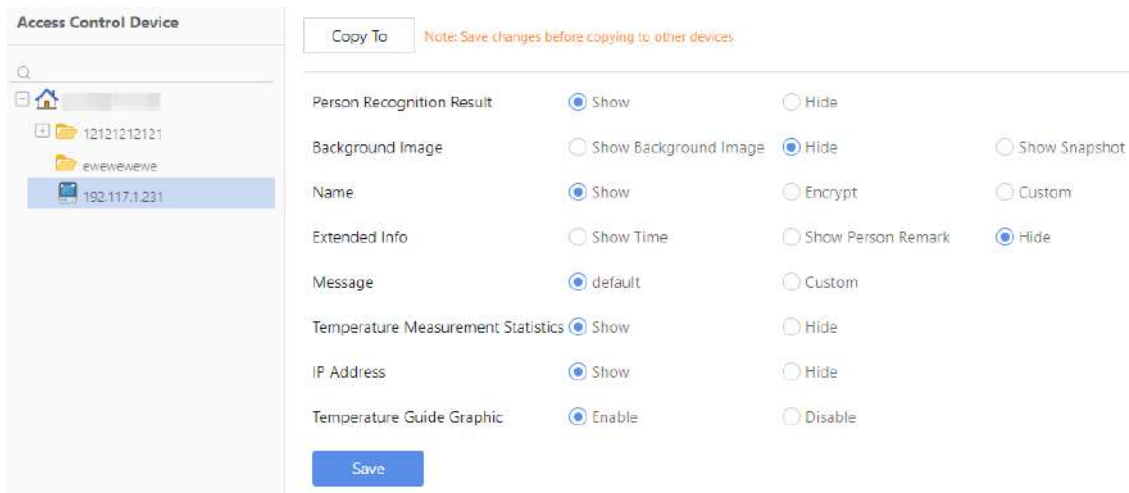 Access Control Device
12121212121
ewewewewe
192.117.1.231
Copy To Note: Save changes before copying to other devices
Person Recognition Result Show Hide
Background Image Show Background Image Hide Show Snapshot
Name Show Encrypt Custom
Extended Info Show Time Show Person Remark Hide
Message default Custom
Temperature Measurement Statistics Show Hide
IP Address Show Hide
Temperature Guide Graphic Enable Disable
Save